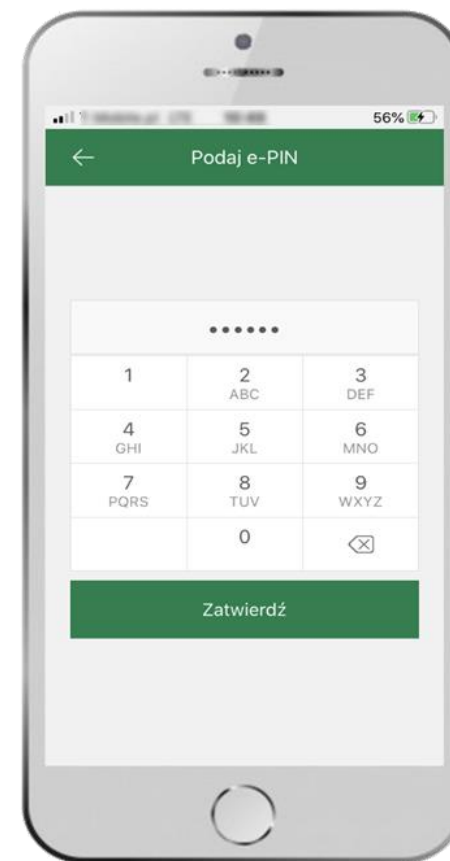 56%
Podaj e-PIN
••••••
1 2 3
ABC DEF
4 5 6
GHI JKL MNO
7 8 9
PQRS TUV WXYZ
0
Zatwierdź